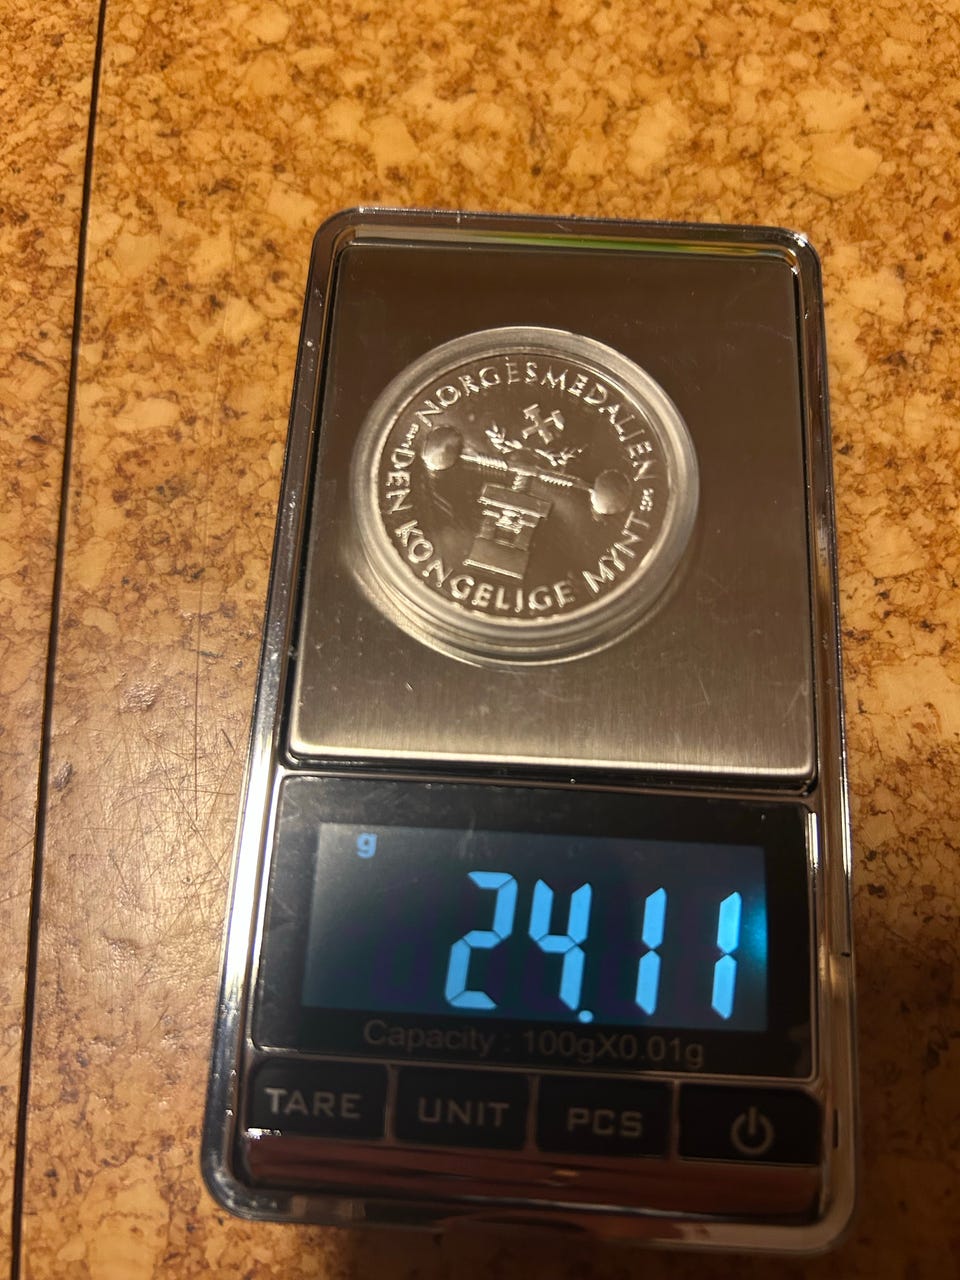 NORGESMEDALJEN
DEN KONGELIGE MYNT
g
24.11
Capacity : 100gX0.01g
TARE UNIT PCS